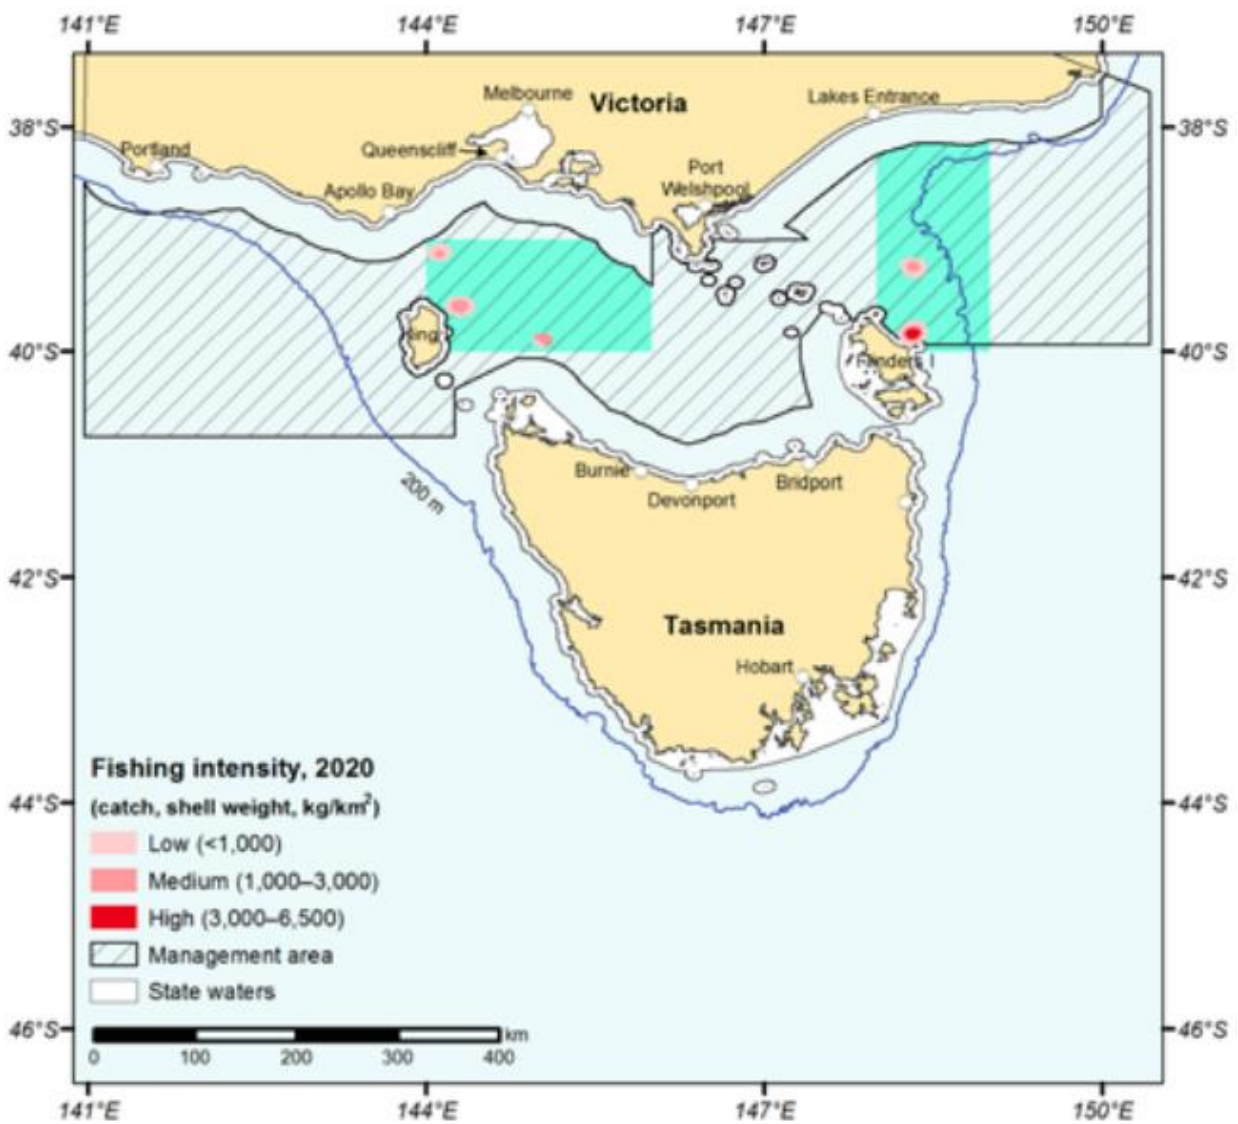 141°E 144°E 147°E 150°E
Melbourne
Victoria
Lakes Entrance
38°S 38°S
Portland
Queenscliff
Port
Welshpool
Apollo Bay
King
40°S 40°S
Flinders I
Burnie
Devonport
Bridport
200 m
42°S 42°S
Tasmania
Hobart
Fishing intensity, 2020
(catch, shell weight, kg/km²)
44°S 44°S
Low (<1,000)
Medium (1,000–3,000)
High (3,000–6,500)
Management area
State waters
46°S 46°S
km
0 100 200 300 400
141°E 144°E 147°E 150°E